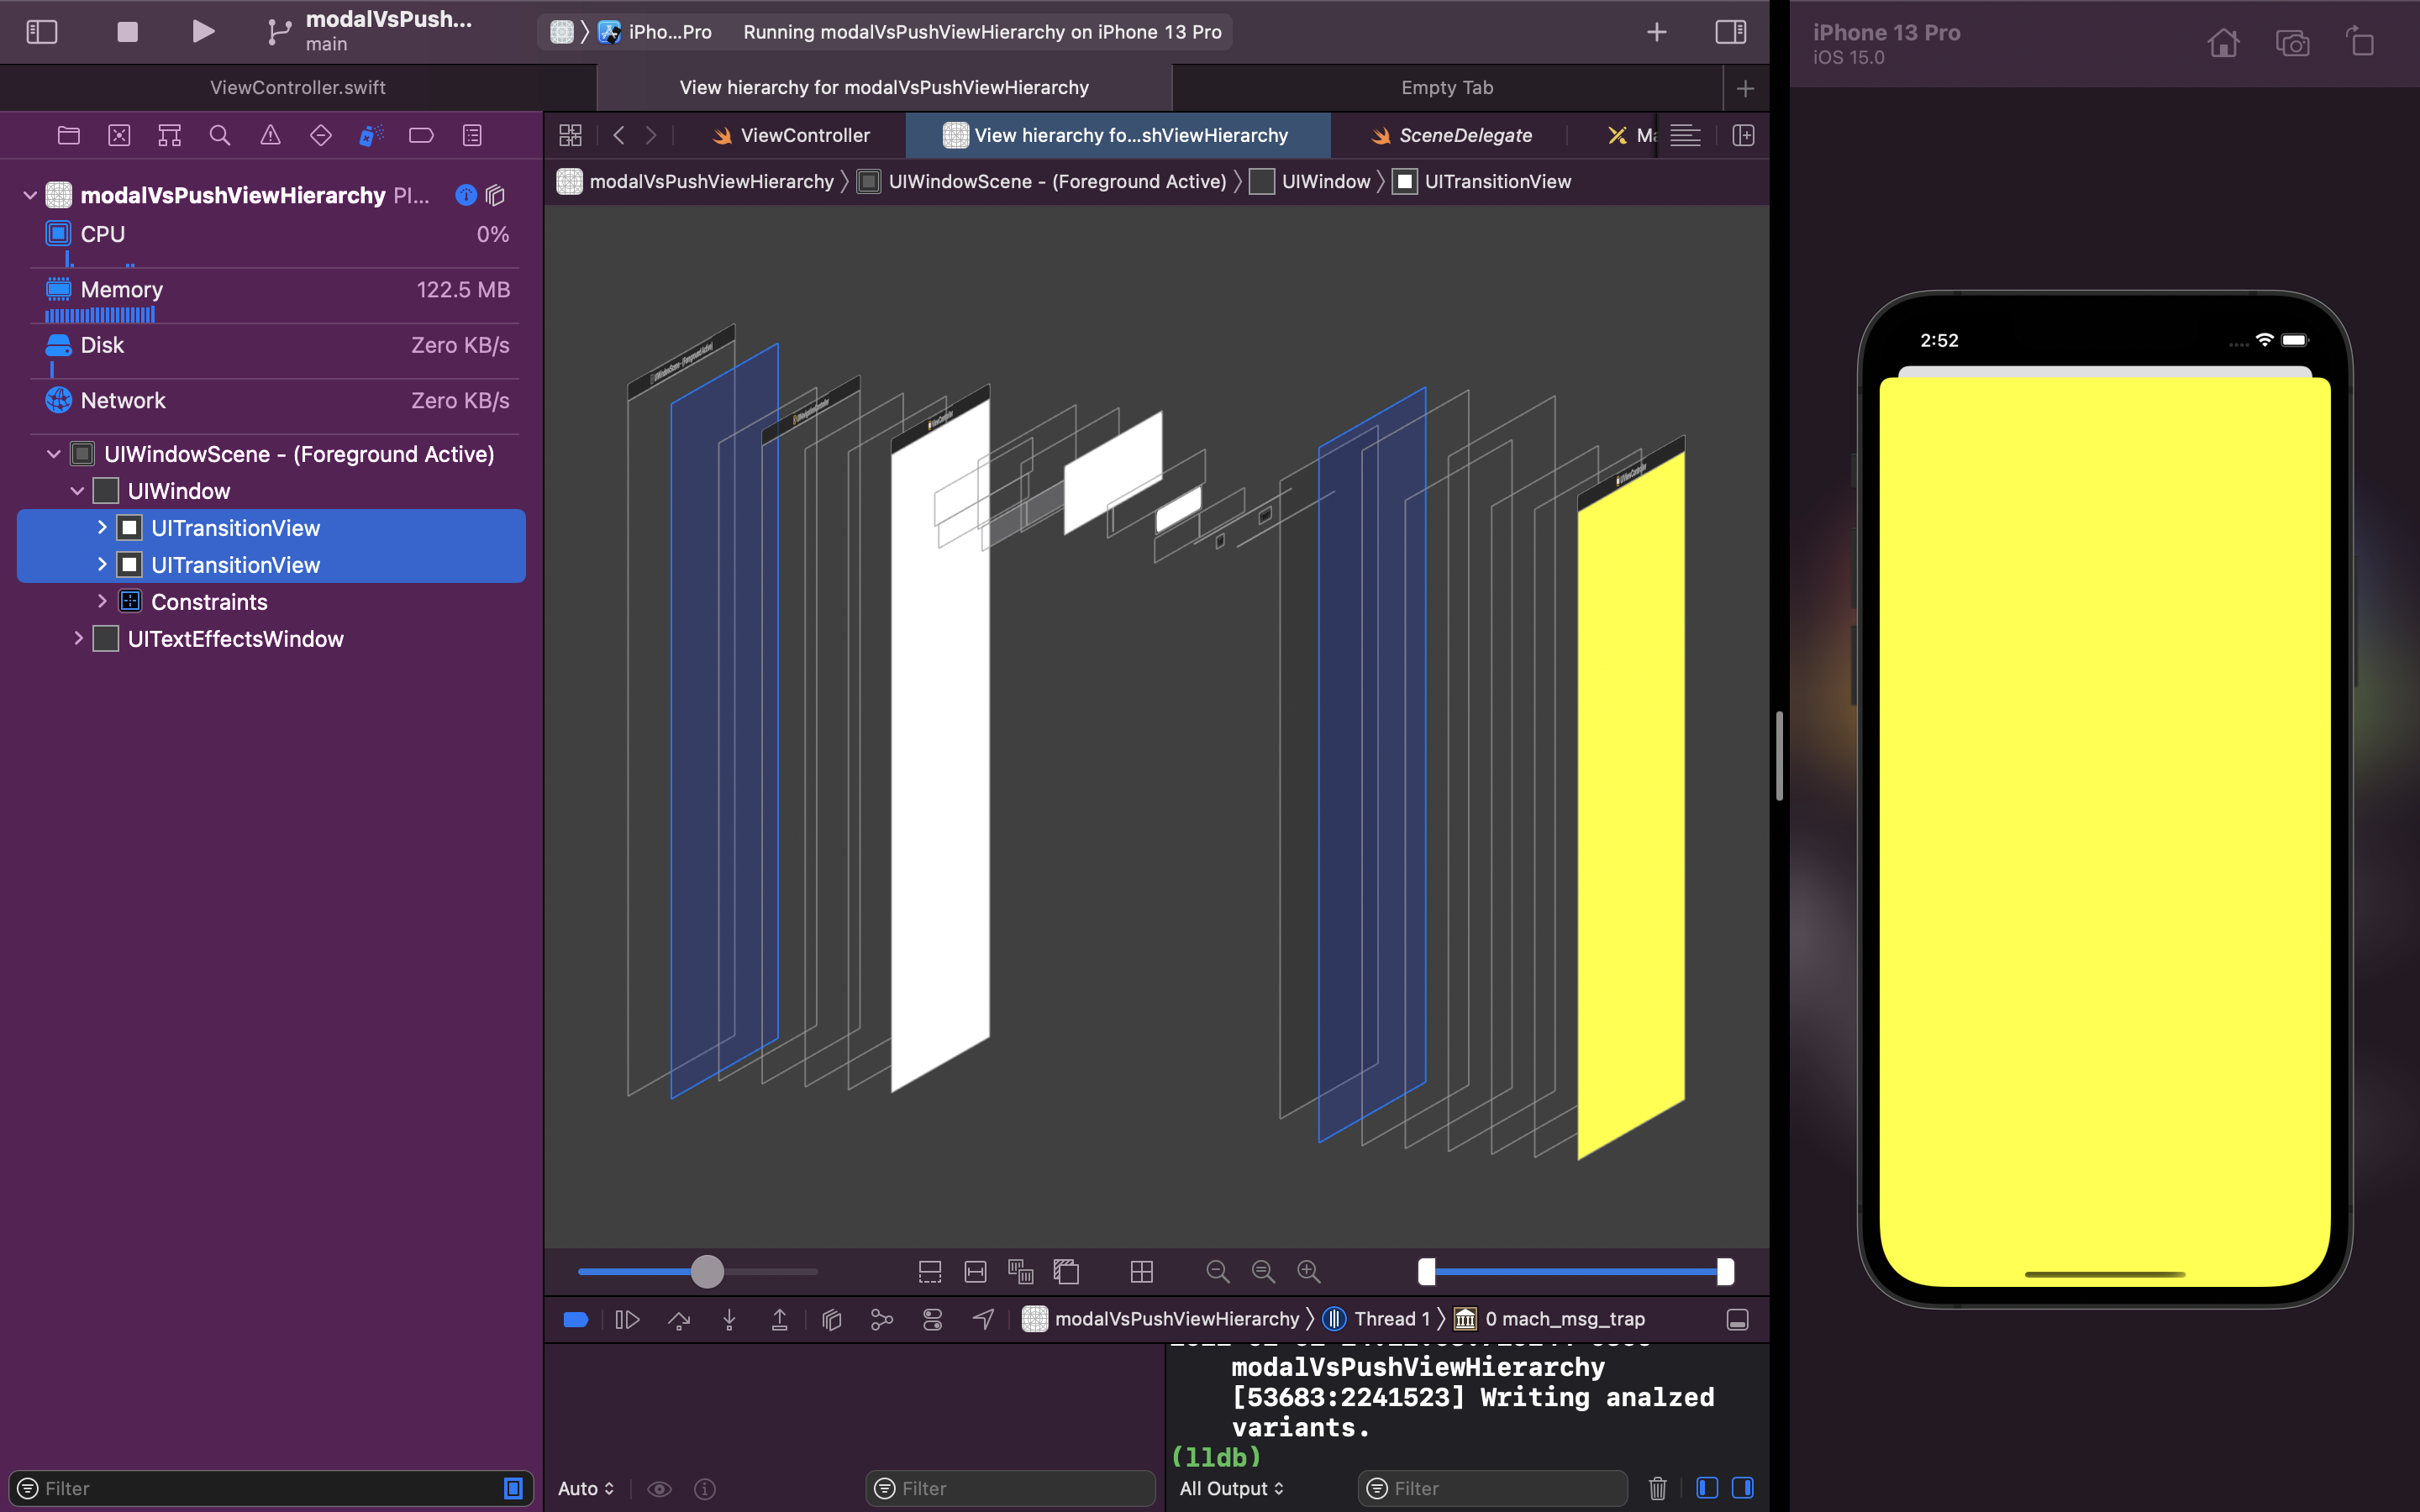 modalVsPush...
main
iPho...Pro
Running modalVsPushViewHierarchy on iPhone 13 Pro
ViewController.swift
View hierarchy for modalVsPushViewHierarchy
Empty Tab
ViewController
View hierarchy fo...shViewHierarchy
SceneDelegate
modalVsPushViewHierarchy
UIWindowScene - (Foreground Active)
UIWindow
UITransitionView
modalVsPushViewHierarchy PI...
CPU
0%
Memory
122.5 MB
Disk
Zero KB/s
Network
Zero KB/s
UIWindowScene - (Foreground Active)
UIWindow
UITransitionView
UITransitionView
Constraints
UITextEffectsWindow
Filter
modalVsPushViewHierarchy
Thread 1
0 mach_msg_trap
modalVsPushViewHierarchy
[53683:2241523] Writing analzed
variants.
(lldb)
Auto
Filter
All Output
Filter
iPhone 13 Pro
iOS 15.0
2:52